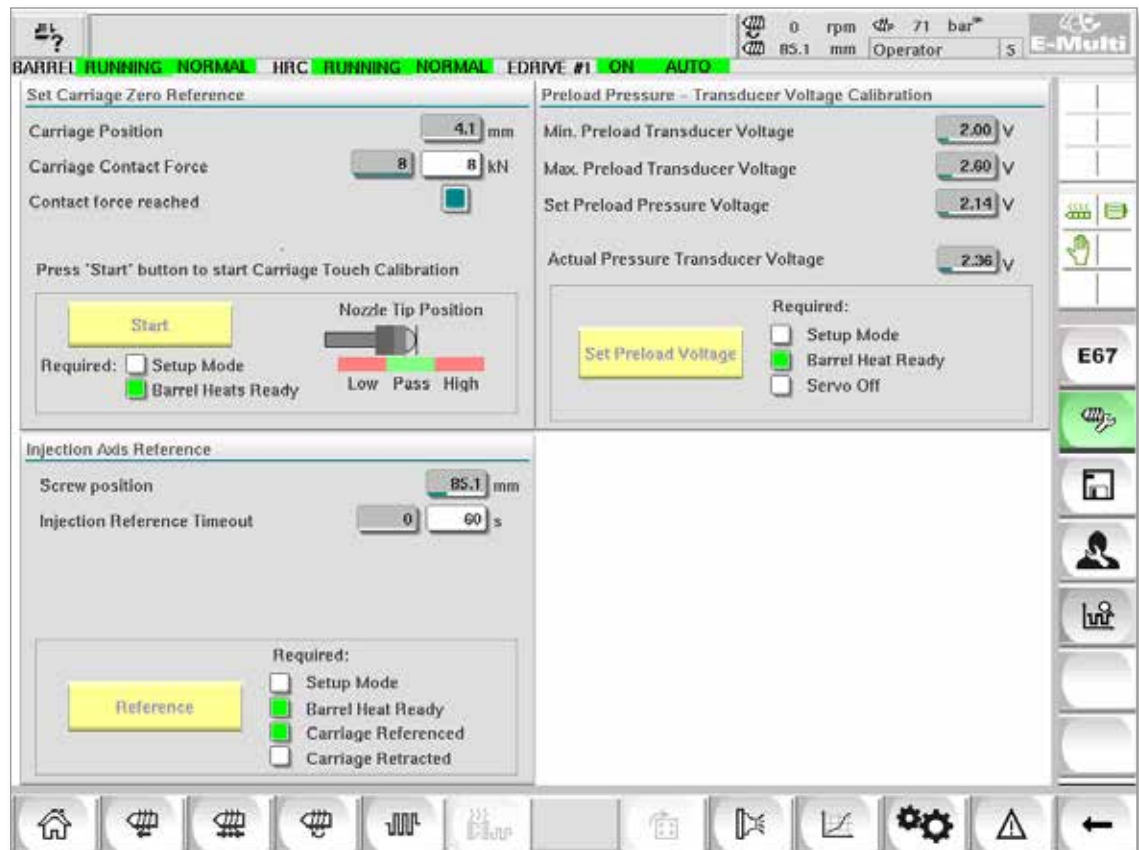 ?
0 rpm 71 bar
85.1 mm Operator S
E-Multi
BARREL RUNNING NORMAL HRC RUNNING NORMAL EDRIVE #1 ON AUTO
Set Carriage Zero Reference
Carriage Position 4.1 mm
Carriage Contact Force 8 8 kN
Contact force reached
Press "Start" button to start Carriage Touch Calibration
Start
Nozzle Tip Position
Required: Setup Mode
Barrel Heats Ready
Low Pass High
Preload Pressure – Transducer Voltage Calibration
Min. Preload Transducer Voltage 2.00 V
Max. Preload Transducer Voltage 2.60 V
Set Preload Pressure Voltage 2.14 V
Actual Pressure Transducer Voltage 2.36 V
Set Preload Voltage
Required:
Setup Mode
Barrel Heat Ready
Servo Off
Injection Axis Reference
Screw position 85.1 mm
Injection Reference Timeout 0 60 s
Reference
Required:
Setup Mode
Barrel Heat Ready
Carriage Referenced
Carriage Retracted
E67